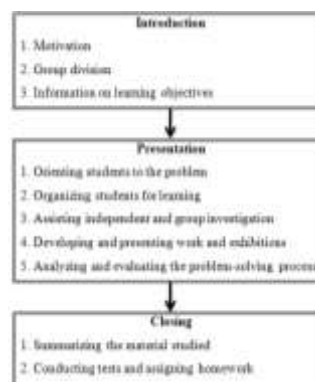 Introduction
1. Motivation
2. Group division
3. Information on learning objectives
Presentation
1. Orienting students to the problem
2. Organizing students for learning
3. Assisting independent and group investigation
4. Developing and presenting work and exhibitions
5. Analyzing and evaluating the problem-solving process
Closing
1. Summarizing the material studied
2. Conducting tests and assigning homework